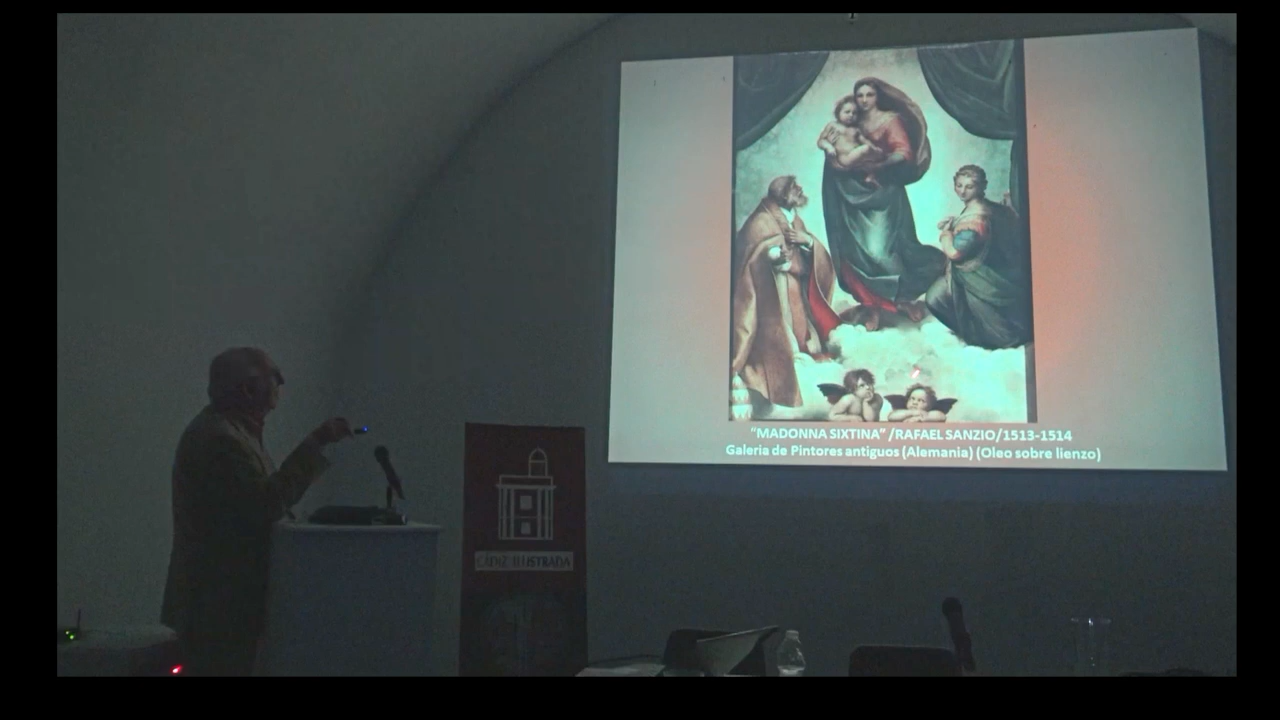 "MADONNA SIXTINA" /RAFAEL SANZIO/1513-1514
Galeria de Pintores antiguos (Alemania) (Oleo sobre lienzo)
CÁDIZ ILUSTRADA